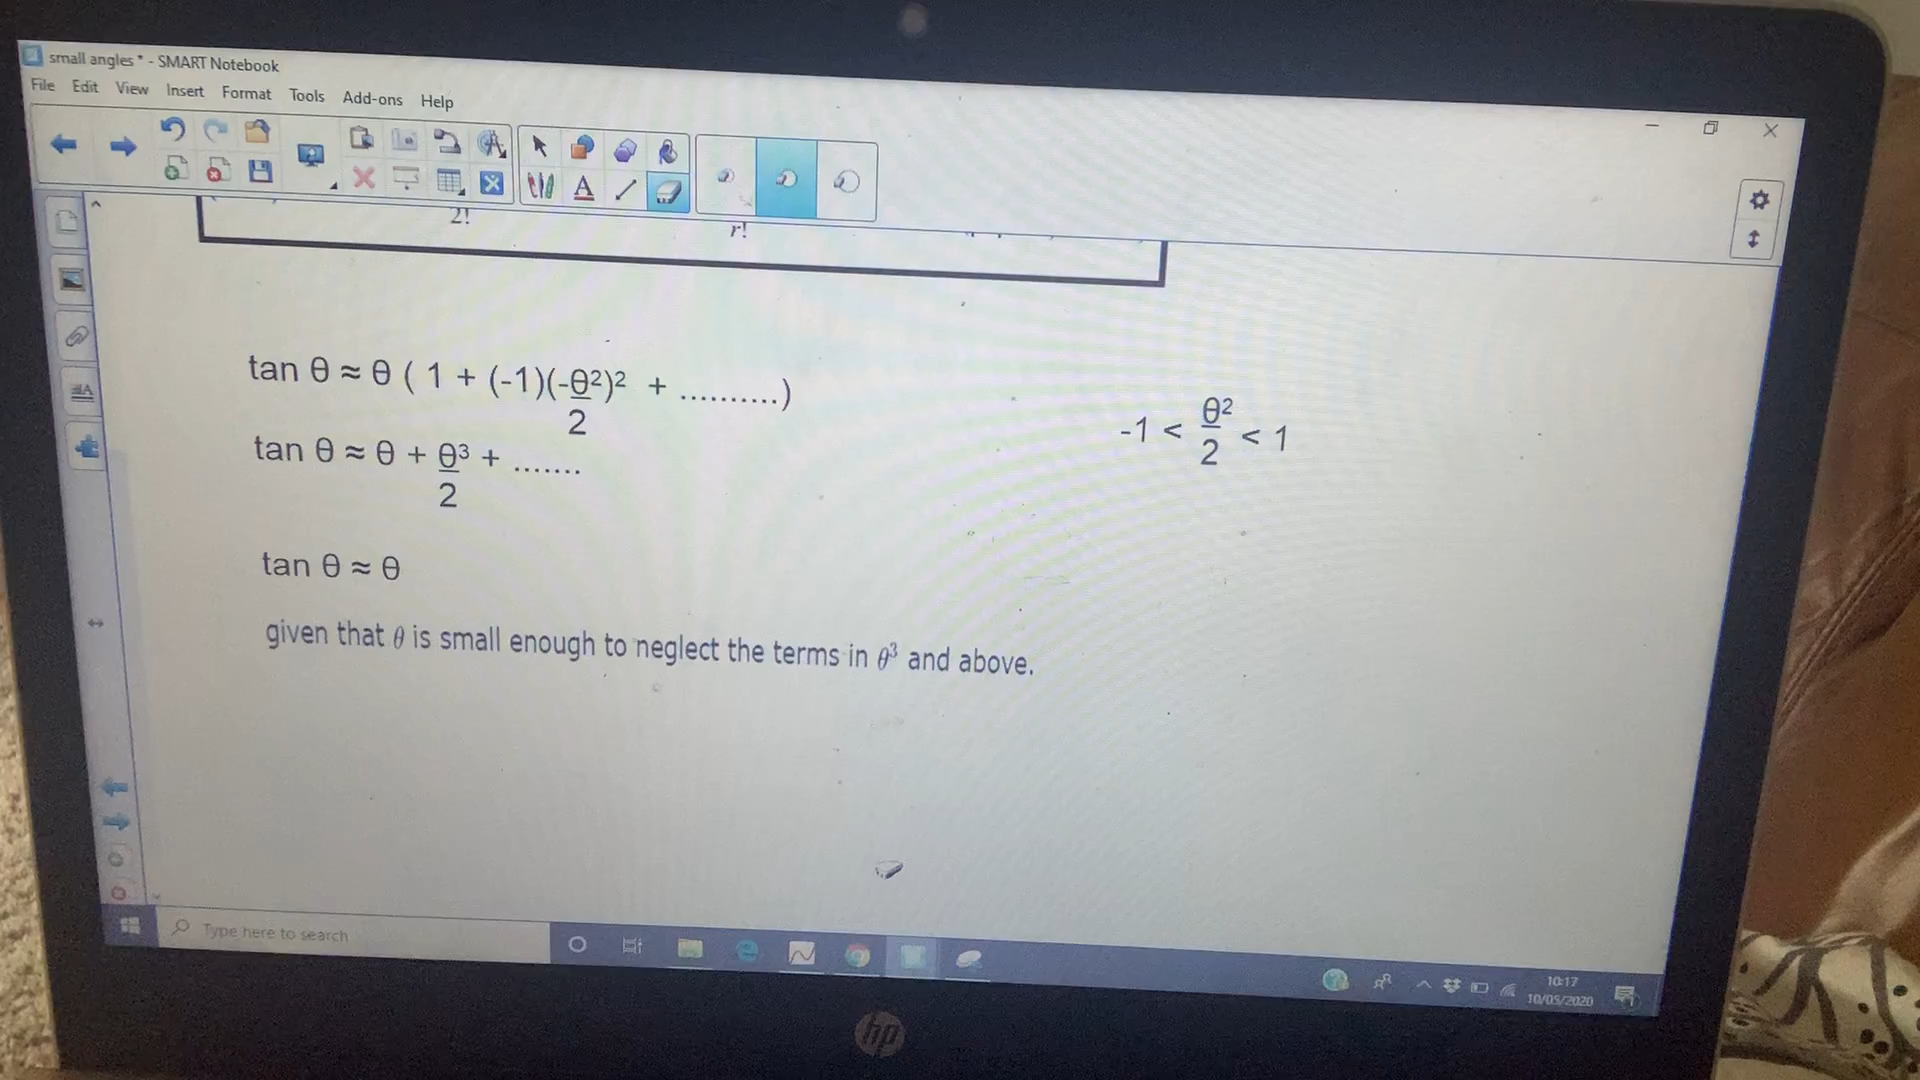 small angles * - SMART Notebook
File Edit View Insert Format Tools Add-ons Help
2! r!
tan θ ≈ θ ( 1 + (-1)(-θ²)² + ..........)
2
-1 < θ² < 1
2
tan θ ≈ θ + θ³ + .......
2
tan θ ≈ θ
given that θ is small enough to neglect the terms in θ³ and above.
Type here to search
10:17
10/05/2020
hp